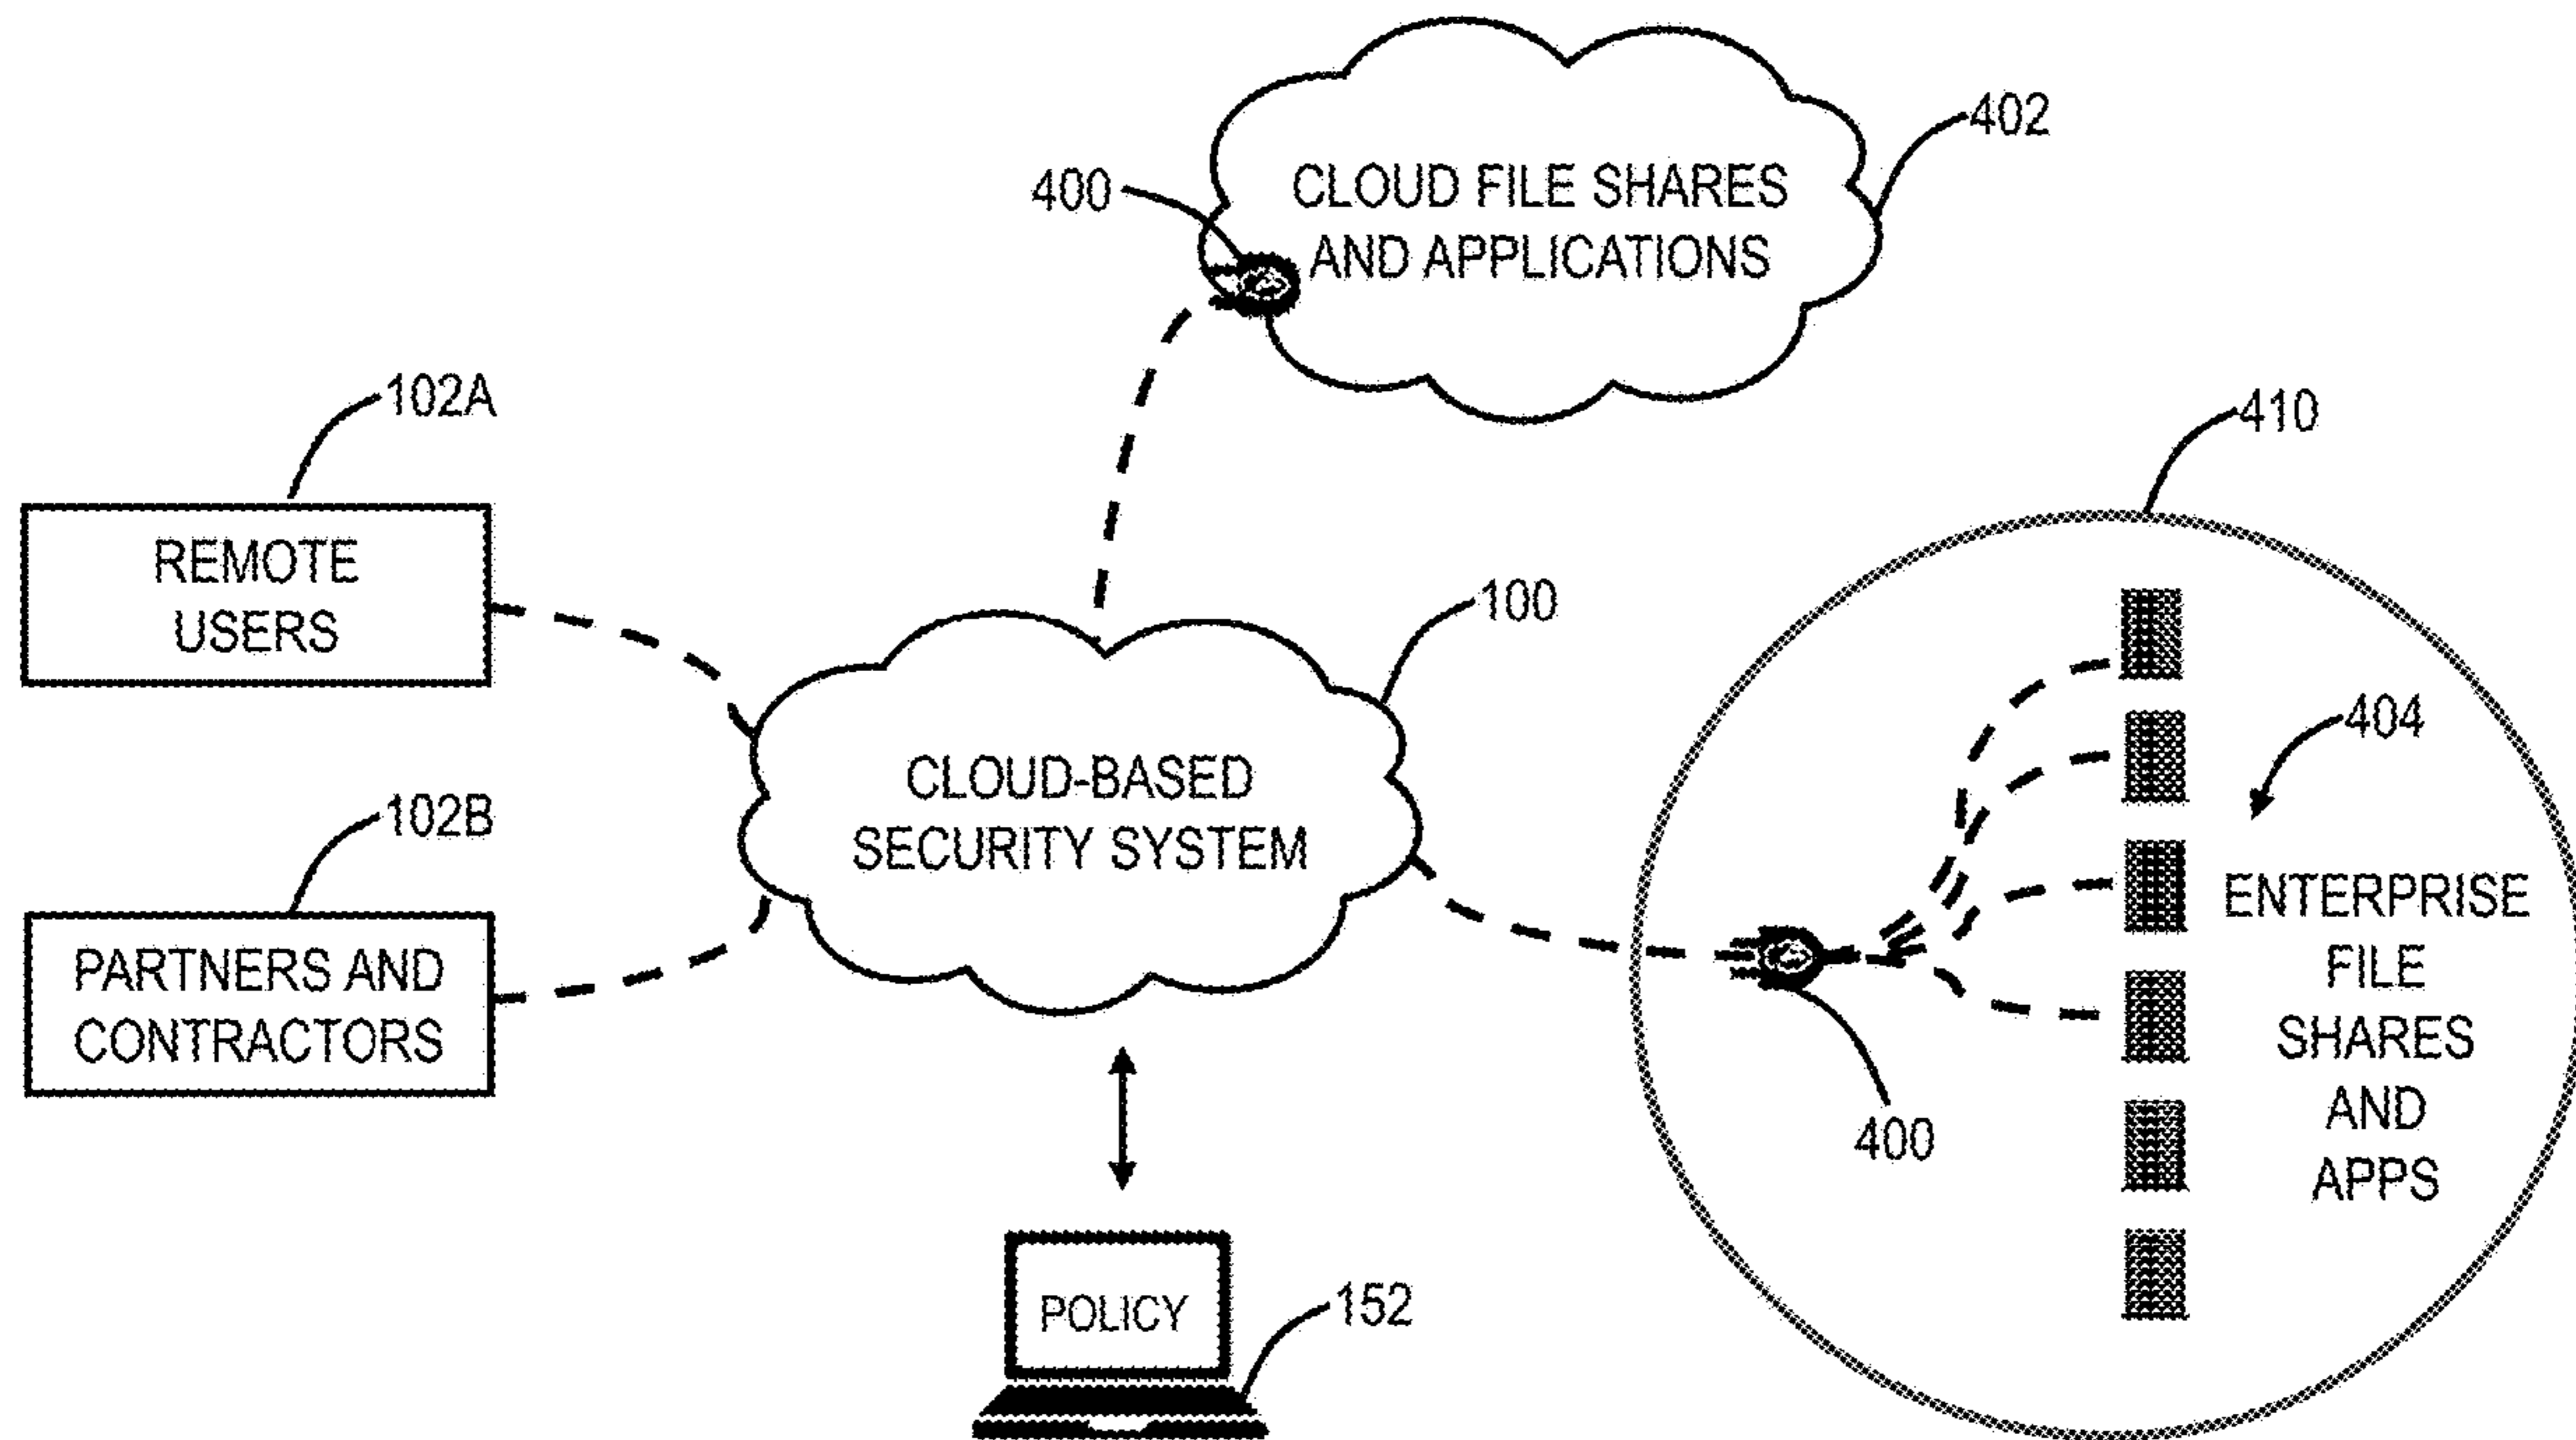 CLOUD FILE SHARES
AND APPLICATIONS
402
400
102A
REMOTE
USERS
410
100
CLOUD-BASED
SECURITY SYSTEM
404
102B
PARTNERS AND
CONTRACTORS
ENTERPRISE
FILE
SHARES
AND
APPS
400
POLICY
152